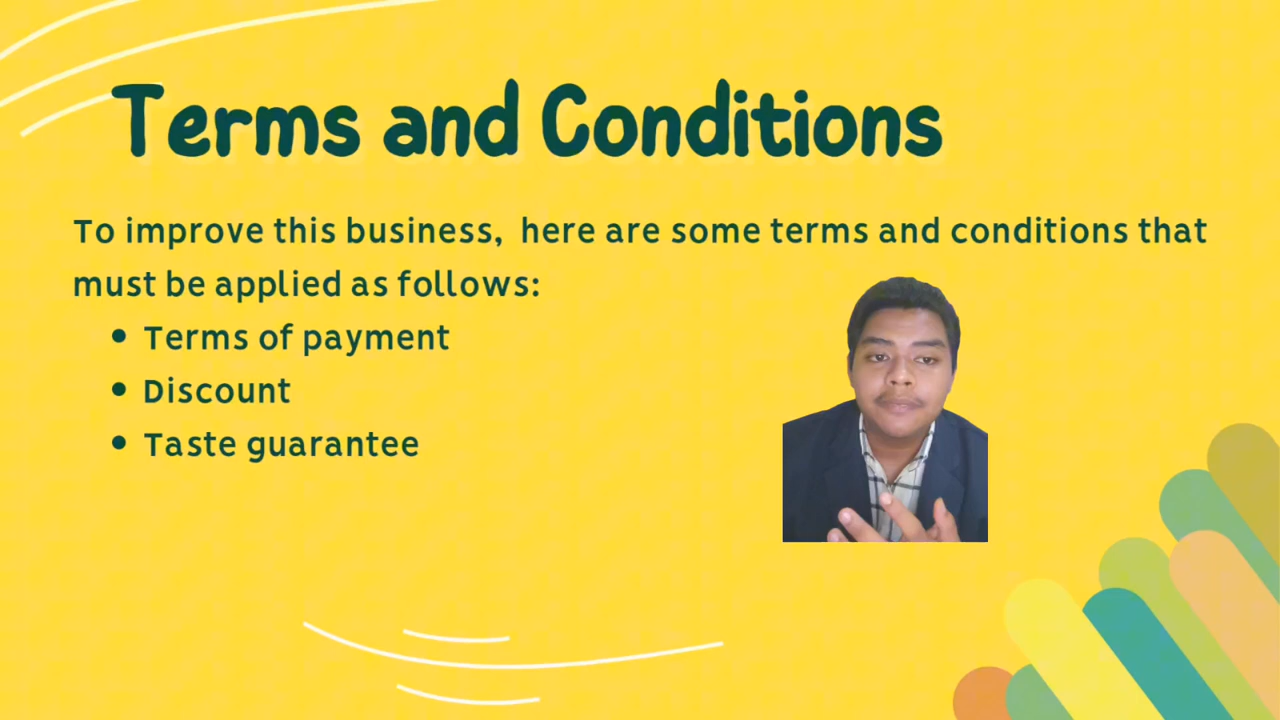 Terms and Conditions
To improve this business, here are some terms and conditions that
must be applied as follows:
• Terms of payment
• Discount
• Taste guarantee